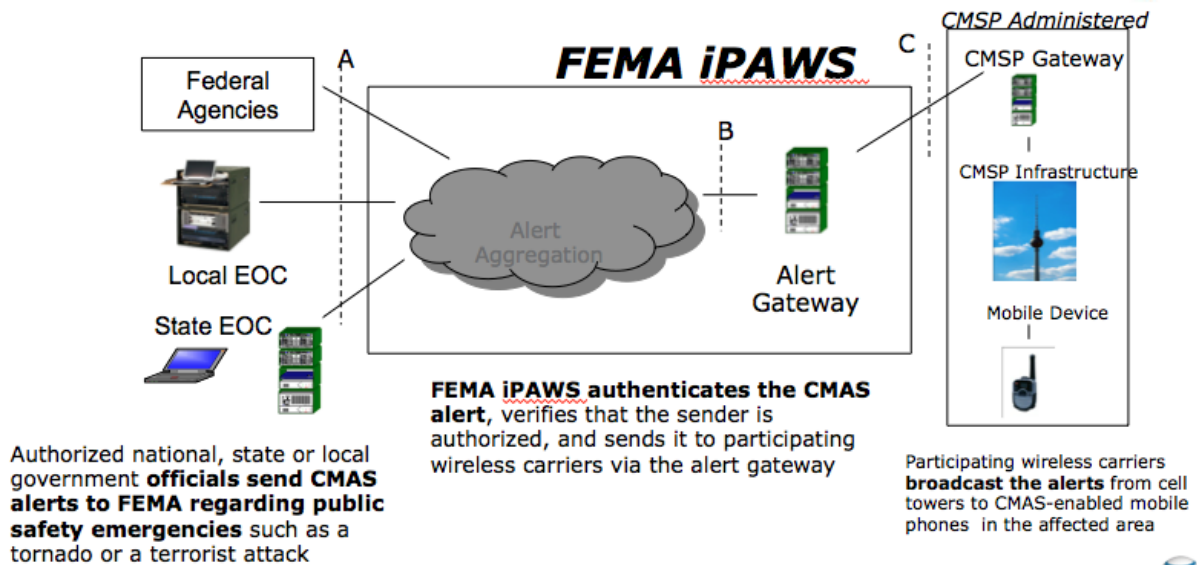 CMSP Administered
A
C
FEMA iPAWS
Federal
Agencies
CMSP Gateway
B
CMSP Infrastructure
Alert
Aggregation
Local EOC
Alert
Gateway
Mobile Device
State EOC
FEMA iPAWS authenticates the CMAS
alert, verifies that the sender is
authorized, and sends it to participating
wireless carriers via the alert gateway
Authorized national, state or local
government officials send CMAS
alerts to FEMA regarding public
safety emergencies such as a
tornado or a terrorist attack
Participating wireless carriers
broadcast the alerts from cell
towers to CMAS-enabled mobile
phones in the affected area